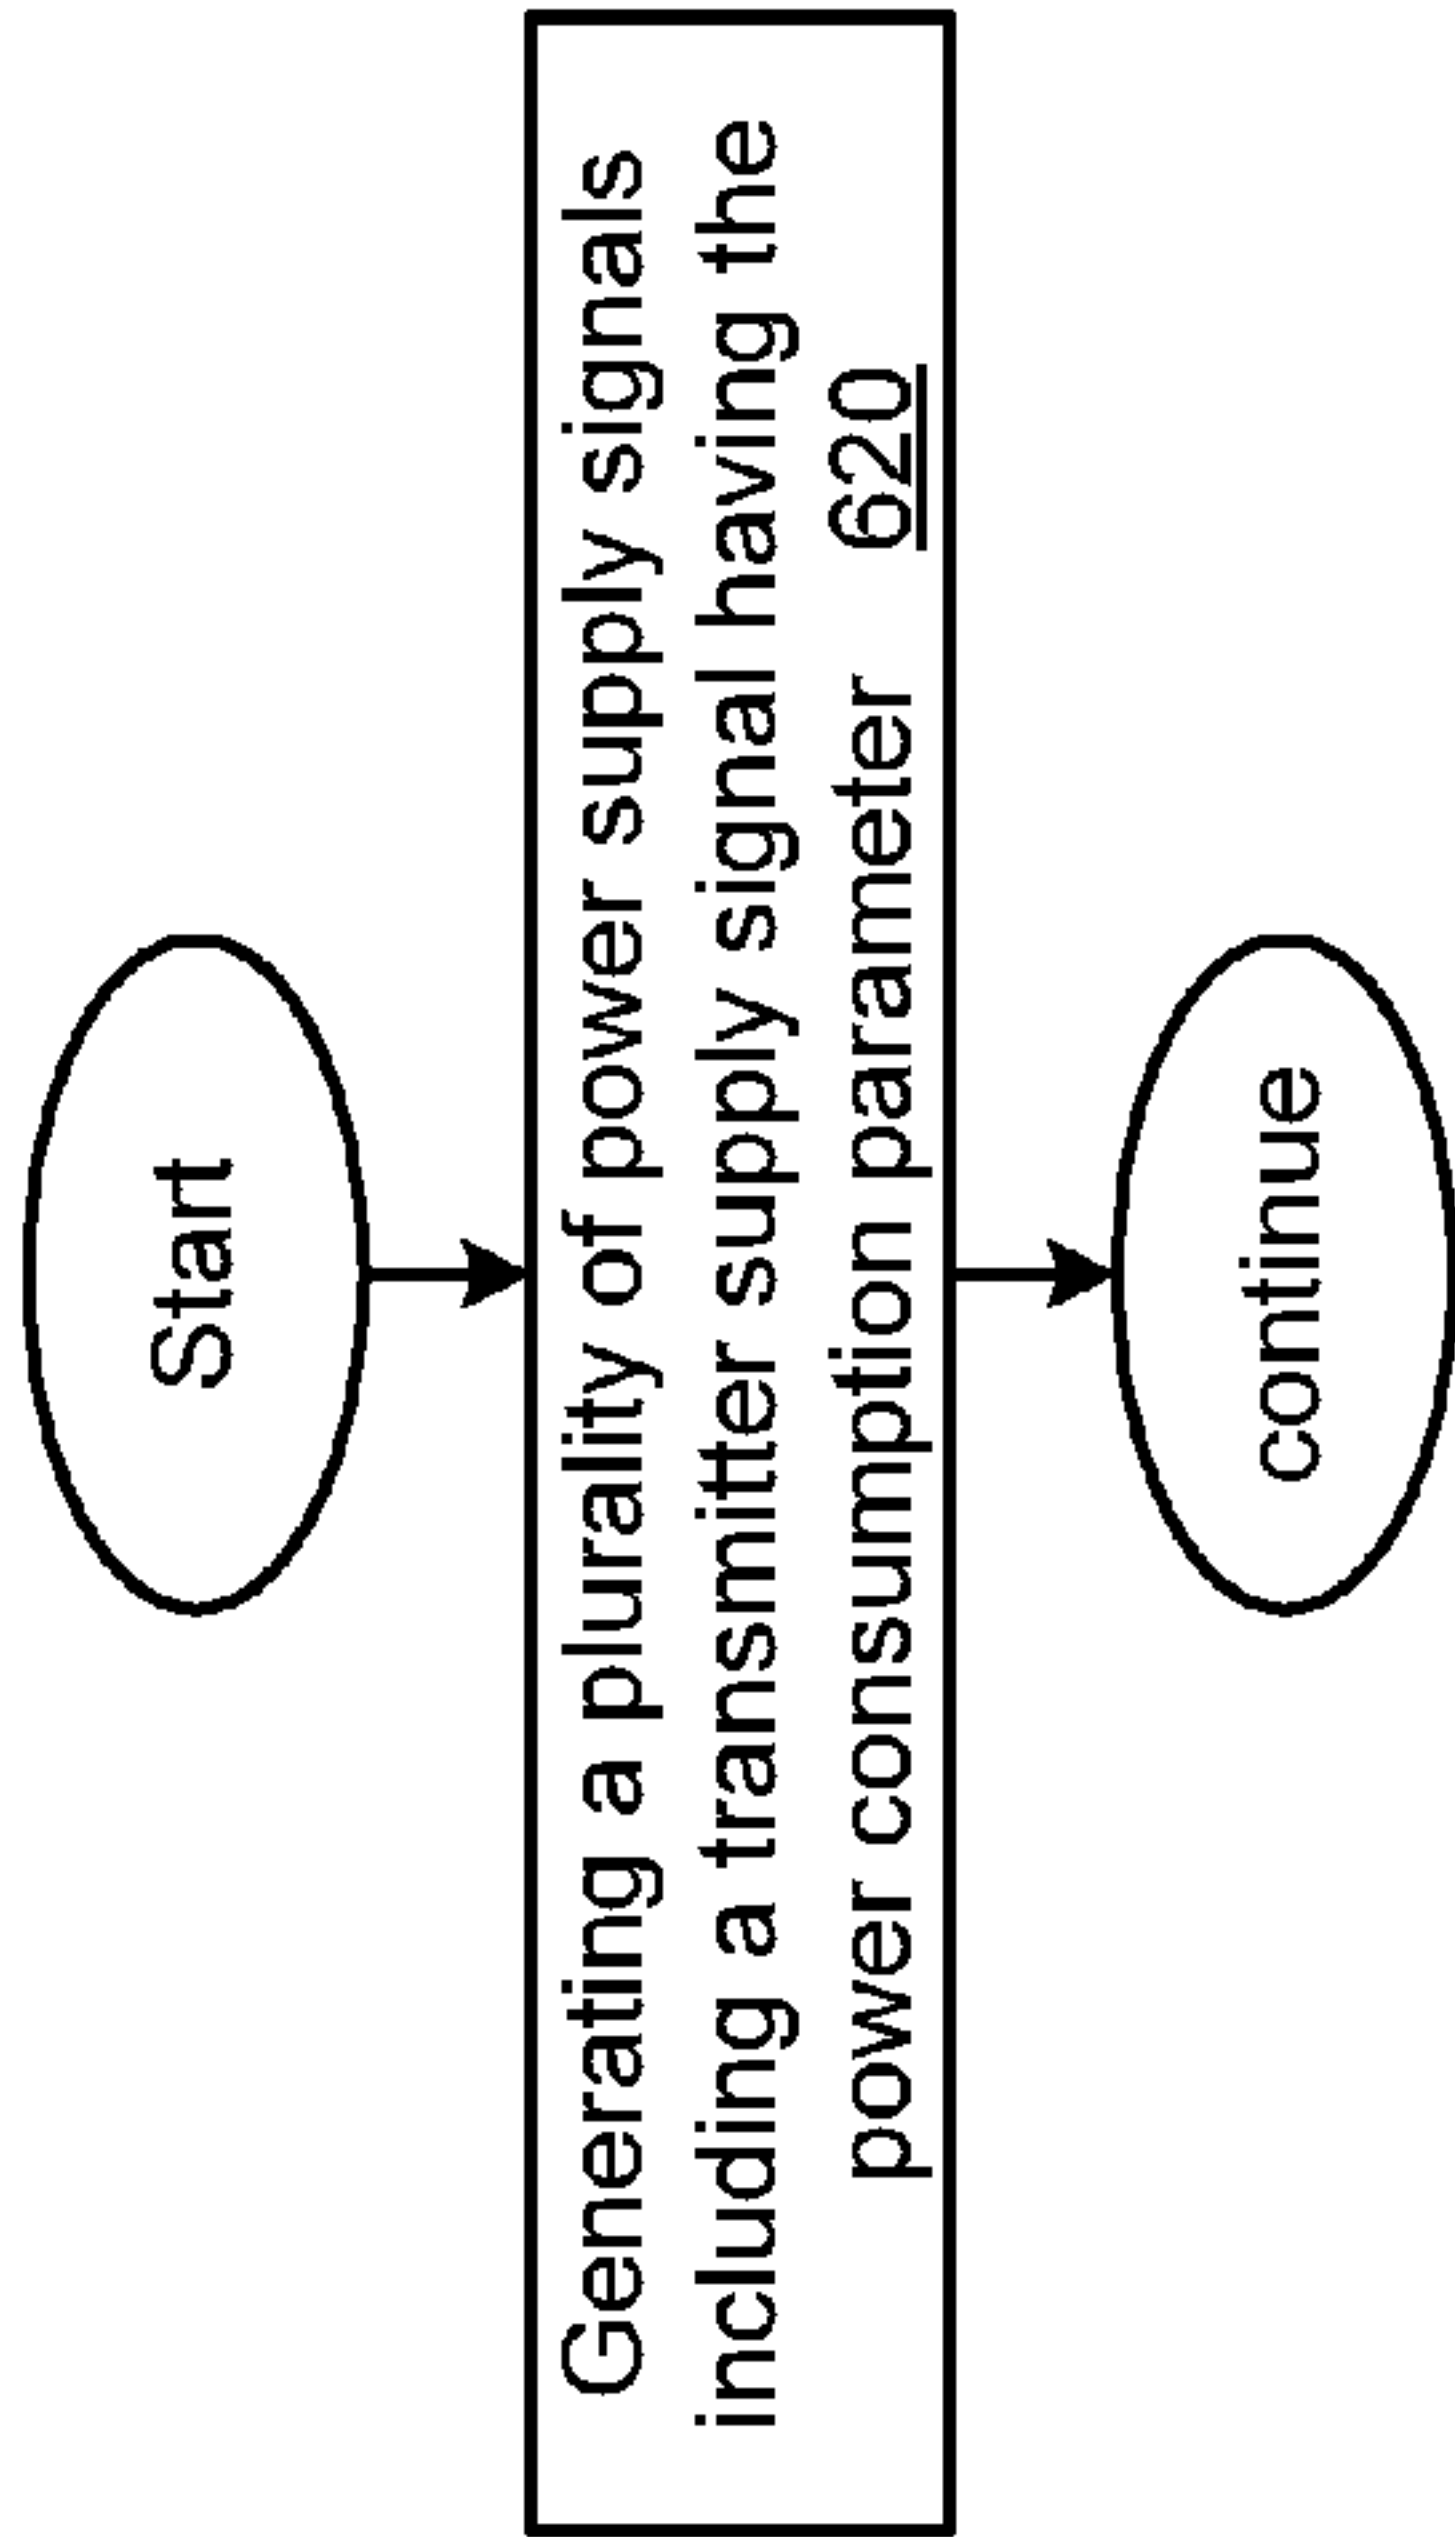 Start
Generating a plurality of power supply signals
including a transmitter supply signal having the
power consumption parameter 620
continue